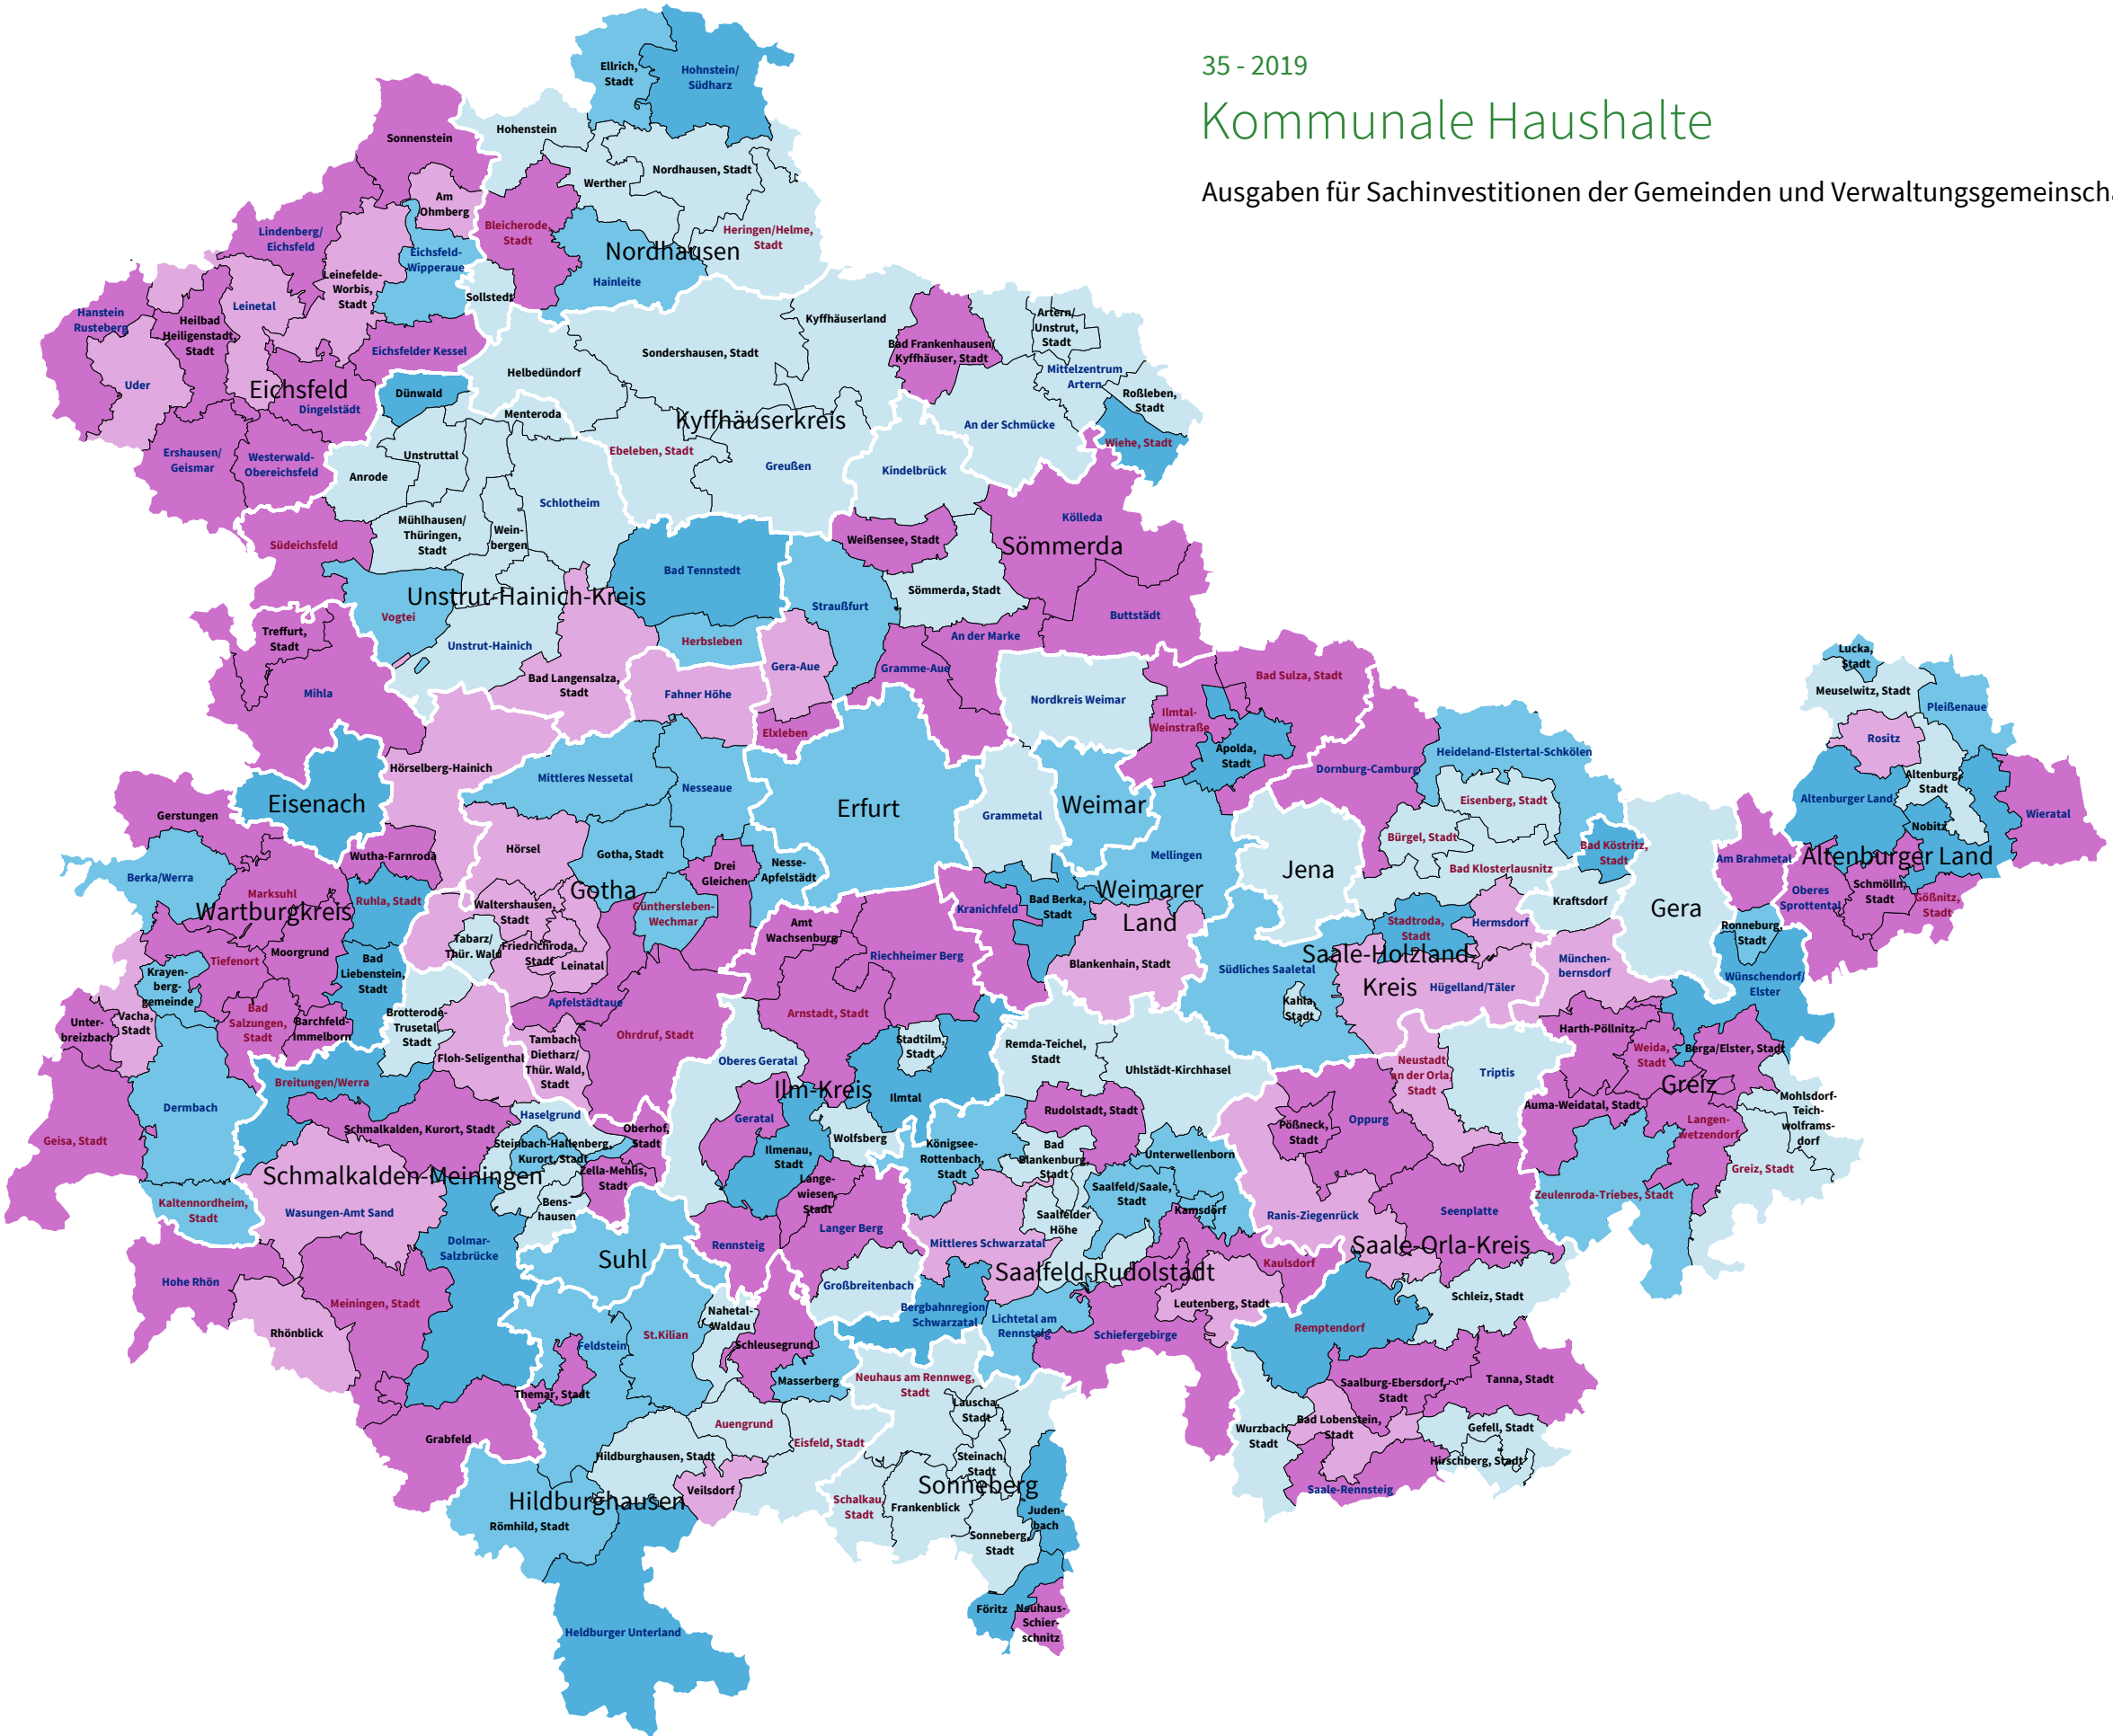 35 - 2019
Kommunale Haushalte
Ausgaben für Sachinvestitionen der Gemeinden und
Ellrich,
Stadt
Hohnstein/
Südharz
Hohenstein
Sonnenstein
Nordhausen, Stadt
Werther
Am
Ohmberg
Bleicherode,
Stadt
Heringen/Helme,
Stadt
Nordhausen
Lindenberg/
Eichsfeld
Eichsfeld-
Wipperaue
Hainleite
Leinefelde-
Worbis,
Stadt
Sollstedt
Leinetal
Hanstein
Rusteberg
Heilbad
Heiligenstadt,
Stadt
Kyffhäuserland
Artern/
Unstrut,
Stadt
Bad Frankenhausen/
Kyffhäuser, Stadt
Eichsfelder Kessel
Sondershausen, Stadt
Helbedündorf
Mittelzentrum
Artern
Uder
Eichsfeld
Dünwald
Roßleben,
Stadt
Dingelstädt
Menteroda
Kyffhäuserkreis
An der Schmücke
Wiehe, Stadt
Ershausen/
Geismar
Westerwald-
Obereichsfeld
Unstruttal
Ebeleben, Stadt
Greußen
Kindelbrück
Anrode
Schlotheim
Mühlhausen/
Thüringen,
Stadt
Wein-
bergen
Kölleda
Südeichsfeld
Weißensee, Stadt
Sömmerda
Bad Tennstedt
Sömmerda, Stadt
Unstrut-Hainich-Kreis
Straußfurt
Vogtei
Buttstädt
Treffurt,
Stadt
Unstrut-Hainich
Herbsleben
An der Marke
Gera-Aue
Gramme-Aue
Bad Langensalza,
Stadt
Fahner Höhe
Mihla
Nordkreis Weimar
Bad Sulza, Stadt
Lucka,
Stadt
Meuselwitz, Stadt
Pleißenaue
Ilmtal-
Weinstraße
Elxleben
Rositz
Apolda,
Stadt
Heideland-Elstertal-Schkölen
Hörselberg-Hainich
Dornburg-Camburg
Mittleres Nessetal
Nesseaue
Altenburg,
Stadt
Eisenach
Erfurt
Weimar
Eisenberg, Stadt
Altenburger Land
Gerstungen
Grammetal
Nobitz
Wieratal
Bürgel, Stadt
Bad Köstritz,
Stadt
Hörsel
Gotha, Stadt
Wutha-Farnroda
Mellingen
Am Brahmetal
Altenburger Land
Nesse-
Apfelstädt
Drei
Gleichen
Jena
Bad Klosterlausnitz
Berka/Werra
Gotha
Weimarer
Land
Marksuhl
Ruhla, Stadt
Oberes
Sprottental
Schmölln,
Stadt
Gößnitz,
Stadt
Wartburgkreis
Waltershausen,
Stadt
Günthersleben-
Wechmar
Kranichfeld
Bad Berka,
Stadt
Kraftsdorf
Gera
Stadtroda,
Stadt
Hermsdorf
Ronneburg,
Stadt
Amt
Wachsenburg
Tabarz/
Thür. Wald
Friedrichroda,
Stadt
Moorgrund
Riechheimer Berg
Saale-Holzland-
Kreis
Tiefenort
Bad
Liebenstein,
Stadt
Leinatal
Blankenhain, Stadt
Südliches Saaletal
München-
bernsdorf
Krayen-
berg-
gemeinde
Wünschendorf/
Elster
Hügelland/Täler
Apfelstädtaue
Kahla,
Stadt
Bad
Salzungen,
Stadt
Vacha,
Stadt
Unter-
breizbach
Barchfeld-
Immelborn
Brotterode-
Trusetal,
Stadt
Arnstadt, Stadt
Harth-Pöllnitz
Ohrdruf, Stadt
Tambach-
Dietharz/
Thür. Wald,
Stadt
Stadtilm,
Stadt
Remda-Teichel,
Stadt
Weida,
Stadt
Berga/Elster, Stadt
Floh-Seligenthal
Oberes Geratal
Uhlstädt-Kirchhasel
Neustadt
an der Orla,
Stadt
Triptis
Breitungen/Werra
Ilm-Kreis
Greiz
Dermbach
Ilmtal
Mohlsdorf-
Teich-
wolframs-
dorf
Haselgrund
Geratal
Rudolstadt, Stadt
Oppurg
Auma-Weidatal, Stadt
Langen-
wetzendorf
Schmalkalden, Kurort, Stadt
Oberhof,
Stadt
Pößneck,
Stadt
Geisa, Stadt
Wolfsberg
Steinbach-Hallenberg,
Kurort, Stadt
Königsee-
Rottenbach,
Stadt
Bad
Blankenburg,
Stadt
Ilmenau,
Stadt
Unterwellenborn
Schmalkalden-Meiningen
Zella-Mehlis,
Stadt
Greiz, Stadt
Lange-
wiesen,
Stadt
Saalfeld/Saale,
Stadt
Zeulenroda-Triebes, Stadt
Kaltennordheim,
Stadt
Wasungen-Amt Sand
Bens-
hausen
Kamsdorf
Seenplatte
Saalfelder
Höhe
Ranis-Ziegenrück
Langer Berg
Dolmar-
Salzbrücke
Rennsteig
Mittleres Schwarzatal
Suhl
Saale-Orla-Kreis
Kaulsdorf
Saalfeld-Rudolstadt
Hohe Rhön
Großbreitenbach
Schleiz, Stadt
Meiningen, Stadt
Leutenberg, Stadt
Nahetal-
Waldau
Bergbahnregion/
Schwarzatal
Lichtetal am
Rennsteig
Remptendorf
Rhönblick
St.Kilian
Schiefergebirge
Feldstein
Schleusegrund
Masserberg
Neuhaus am Rennweg,
Stadt
Tanna, Stadt
Saalburg-Ebersdorf,
Stadt
Themar, Stadt
Lauscha,
Stadt
Auengrund
Bad Lobenstein,
Stadt
Gefell, Stadt
Wurzbach,
Stadt
Grabfeld
Eisfeld, Stadt
Hildburghausen, Stadt
Steinach,
Stadt
Hirschberg, Stadt
Sonneberg
Veilsdorf
Saale-Rennsteig
Hildburghausen
Schalkau,
Stadt
Frankenblick
Juden-
bach
Römhild, Stadt
Sonneberg,
Stadt
Föritz
Neuhaus-
Schier-
schnitz
Heldburger Unterland